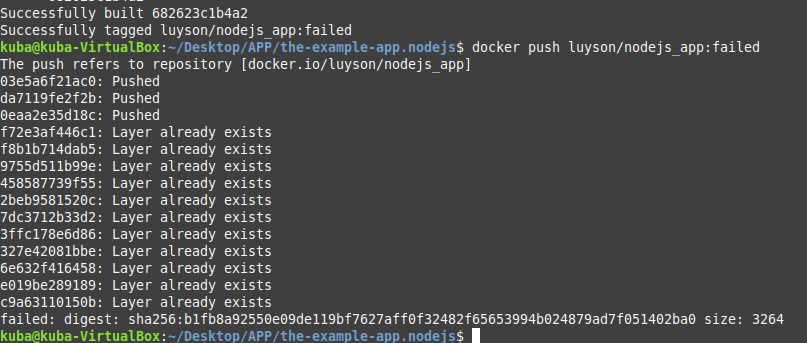 Successfully built 682623c1b4a2
Successfully tagged luyson/nodejs_app:failed
kuba@kuba-VirtualBox:~/Desktop/APP/the-example-app.nodejs$ docker push luyson/nodejs_app:failed
The push refers to repository [docker.io/luyson/nodejs_app]
03e5a6f21ac0: Pushed
da7119fe2f2b: Pushed
0eaa2e35d18c: Pushed
f72e3af446c1: Layer already exists
f8b1b714dab5: Layer already exists
9755d511b99e: Layer already exists
458587739f55: Layer already exists
2beb9581520c: Layer already exists
7dc3712b33d2: Layer already exists
3ffc178e6d86: Layer already exists
327e42081bbe: Layer already exists
6e632f416458: Layer already exists
e019be289189: Layer already exists
c9a63110150b: Layer already exists
failed: digest: sha256:b1fb8a92550e09de119bf7627aff0f32482f65653994b024879ad7f051402ba0 size: 3264
kuba@kuba-VirtualBox:~/Desktop/APP/the-example-app.nodejs$